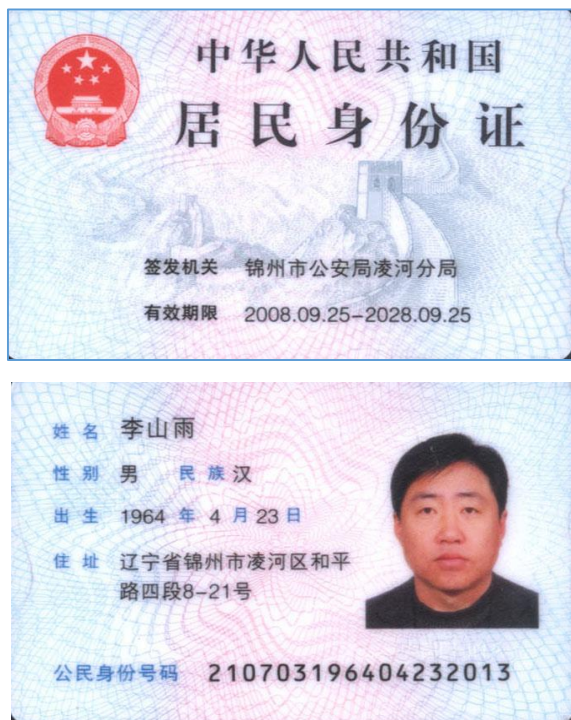 中华人民共和国
居民身份证
签发机关 锦州市公安局凌河分局
有效期限 2008.09.25-2028.09.25
姓名 李山雨
性别 男 民族 汉
出生 1964 年 4 月 23 日
住址 辽宁省锦州市凌河区和平
路四段8-21号
公民身份号码 210703196404232013